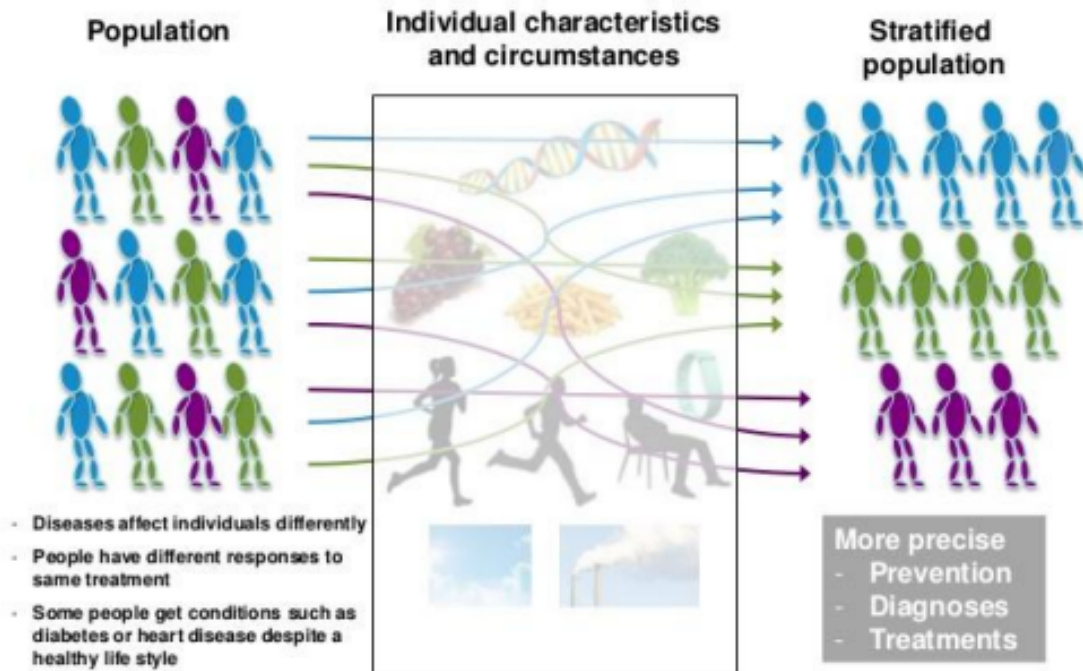 Population
Individual characteristics
and circumstances
Stratified
population
- Diseases affect individuals differently
- People have different responses to
same treatment
- Some people get conditions such as
diabetes or heart disease despite a
healthy life style
More precise
- Prevention
- Diagnoses
- Treatments